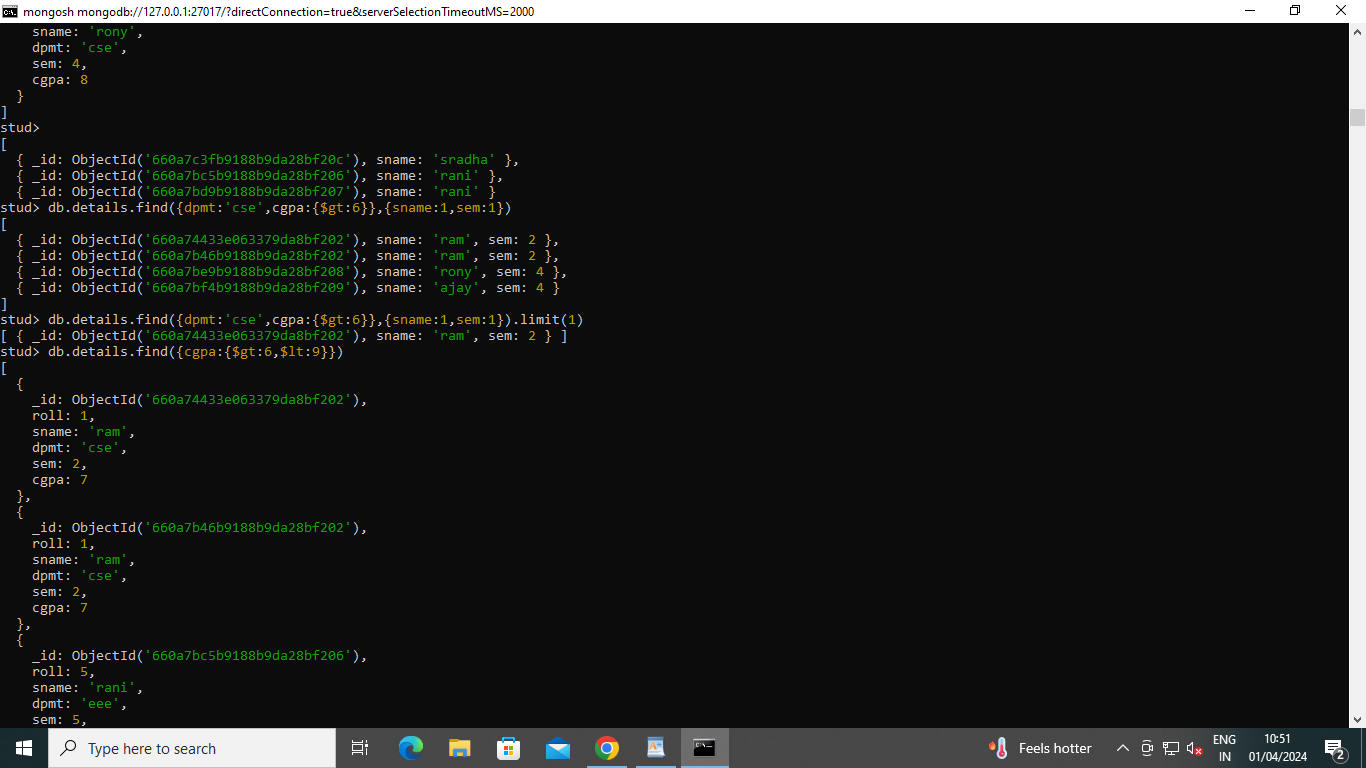 mongosh mongodb://127.0.0.1:27017/?directConnection=true&serverSelectionTimeoutMS=2000
    sname: 'rony',
    dpmt: 'cse',
    sem: 4,
    cgpa: 8
  }
]
stud>
[
  { _id: ObjectId('660a7c3fb9188b9da28bf20c'), sname: 'sradha' },
  { _id: ObjectId('660a7bc5b9188b9da28bf206'), sname: 'rani' },
  { _id: ObjectId('660a7bd9b9188b9da28bf207'), sname: 'rani' }
stud> db.details.find({dpmt:'cse',cgpa:{$gt:6}},{sname:1,sem:1})
[
  { _id: ObjectId('660a74433e063379da8bf202'), sname: 'ram', sem: 2 },
  { _id: ObjectId('660a7b46b9188b9da28bf202'), sname: 'ram', sem: 2 },
  { _id: ObjectId('660a7be9b9188b9da28bf208'), sname: 'rony', sem: 4 },
  { _id: ObjectId('660a7bf4b9188b9da28bf209'), sname: 'ajay', sem: 4 }
]
stud> db.details.find({dpmt:'cse',cgpa:{$gt:6}},{sname:1,sem:1}).limit(1)
[ { _id: ObjectId('660a74433e063379da8bf202'), sname: 'ram', sem: 2 } ]
stud> db.details.find({cgpa:{$gt:6,$lt:9}})
[
  {
    _id: ObjectId('660a74433e063379da8bf202'),
    roll: 1,
    sname: 'ram',
    dpmt: 'cse',
    sem: 2,
    cgpa: 7
  },
  {
    _id: ObjectId('660a7b46b9188b9da28bf202'),
    roll: 1,
    sname: 'ram',
    dpmt: 'cse',
    sem: 2,
    cgpa: 7
  },
  {
    _id: ObjectId('660a7bc5b9188b9da28bf206'),
    roll: 5,
    sname: 'rani',
    dpmt: 'eee',
    sem: 5,
Type here to search
Feels hotter
ENG
IN
10:51
01/04/2024
2